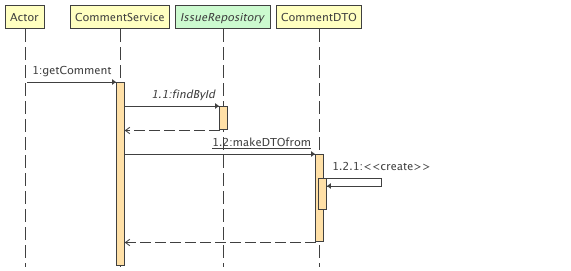 Actor
CommentService
IssueRepository
CommentDTO
1:getComment
1.1:findById
1.2:makeDTOfrom
1.2.1:<<create>>